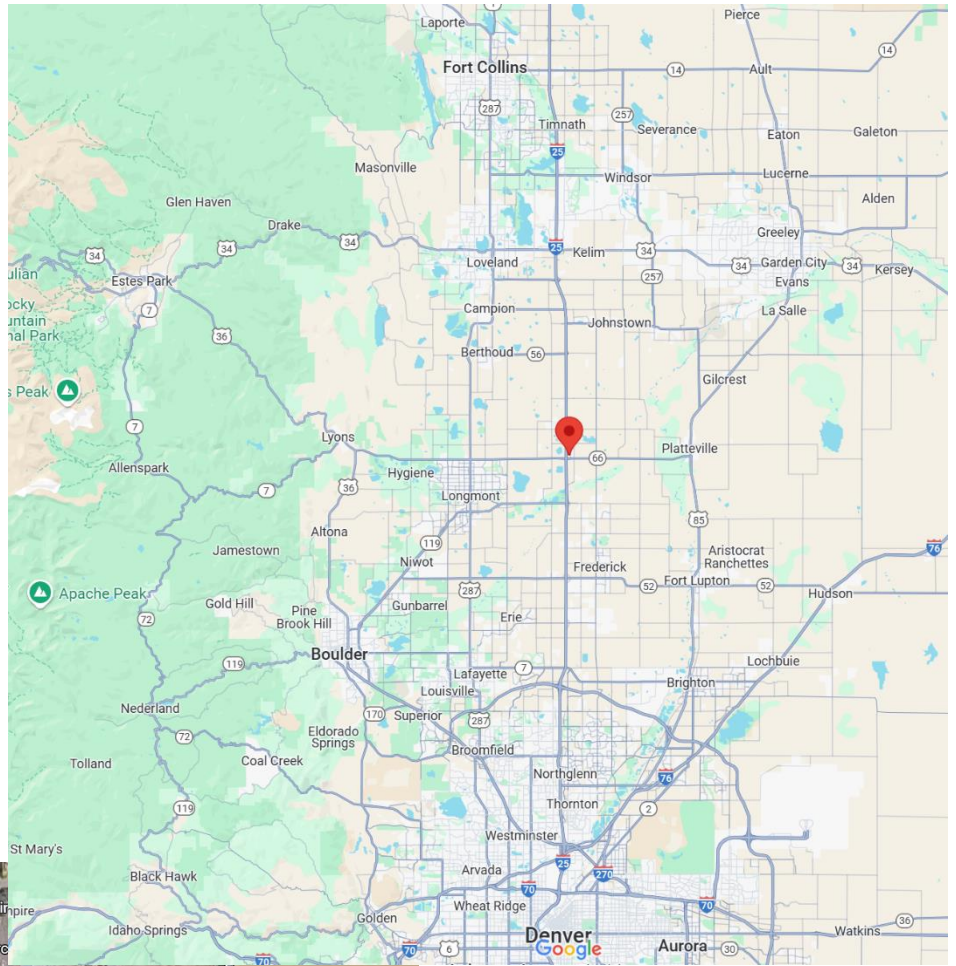 Pierce
Laporte
14
Fort Collins
14
Ault
287
257
Timnath
Severance
Eaton
Galeton
25
Masonville
Windsor
Lucerne
Glen Haven
Alden
Drake
34
34
34
Greeley
25
Kelim
34
Loveland
34
Garden City
34
Kersey
Estes Park
257
Evans
7
Campion
La Salle
Johnstown
36
Berthoud
56
Gilcrest
7
Lyons
Platteville
66
Allenspark
Hygiene
7
36
Longmont
85
Altona
119
76
Jamestown
Niwot
Frederick
Aristocrat
Ranchettes
Apache Peak
287
52
Fort Lupton
52
Hudson
Gold Hill
Pine
Brook Hill
Gunbarrel
72
Erie
Boulder
119
7
Lochbuie
Lafayette
Brighton
Louisville
Nederland
170
Superior
287
Eldorado
Springs
72
Broomfield
Tolland
Coal Creek
Northglenn
76
119
Thornton
2
Westminster
St Mary's
25
Arvada
270
Black Hawk
70
Wheat Ridge
70
Golden
36
Idaho Springs
Denver
Watkins
70
70
6
Google
Aurora
30